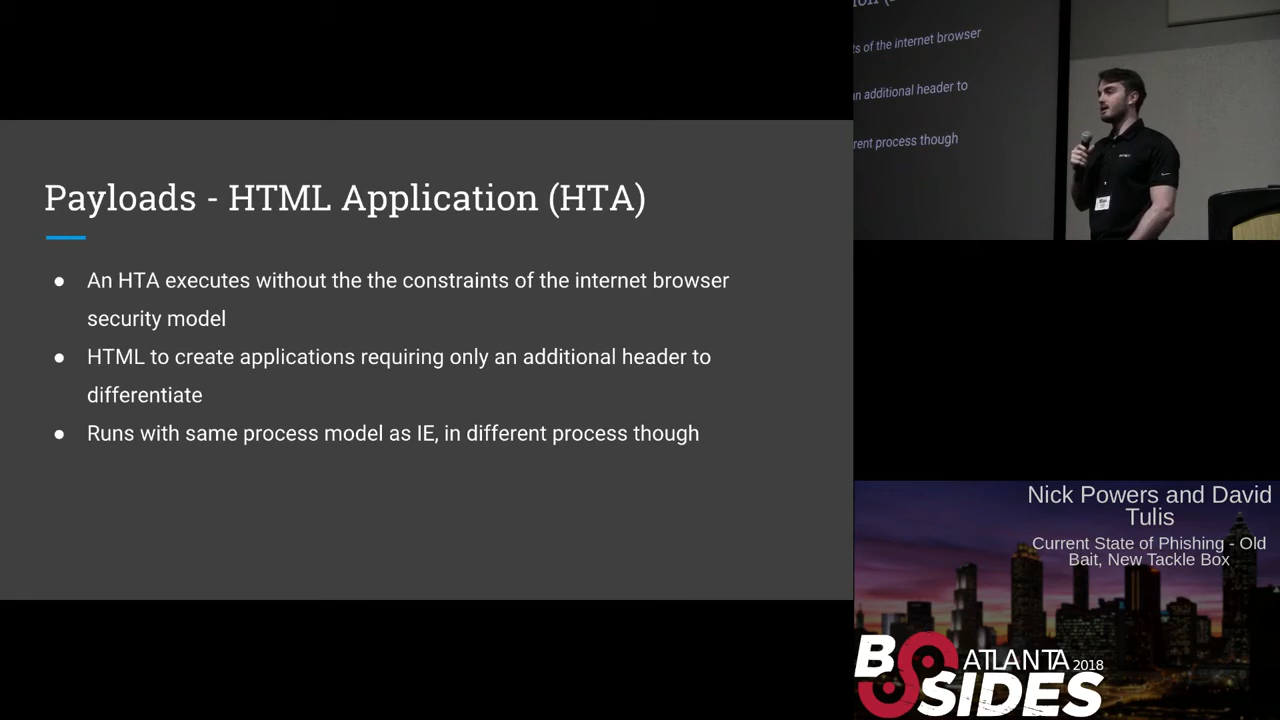 Payloads - HTML Application (HTA)
● An HTA executes without the the constraints of the internet browser
security model
● HTML to create applications requiring only an additional header to
differentiate
● Runs with same process model as IE, in different process though
ts of the internet browser
an additional header to
rent process though
Nick Powers and David
Tulis
Current State of Phishing - Old
Bait, New Tackle Box
BSIDES
ATLANTA 2018